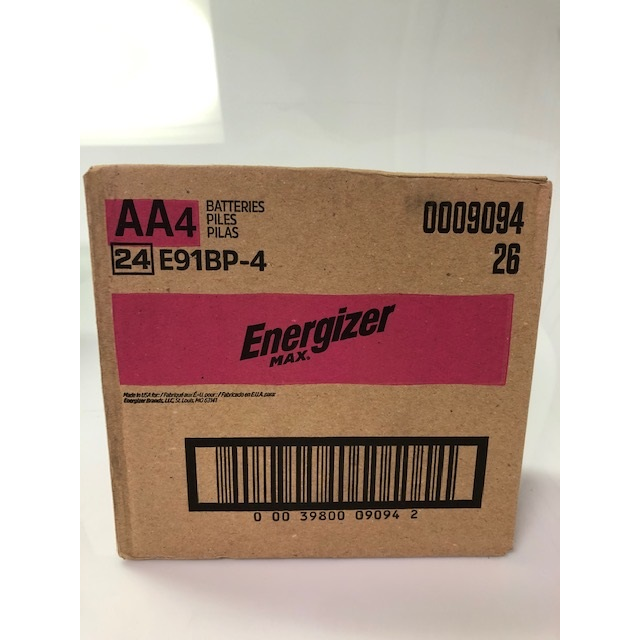 AA4
BATTERIES
PILES
PILAS
0009094
24 E91BP-4
26
Energizer
MAX.
Made in USA for: / Fabriqué aux É.-U. pour : / Fabricado en E.U.A. para:
Energizer Brands, LLC, St. Louis, MO 63141
0 00 39800 09094 2